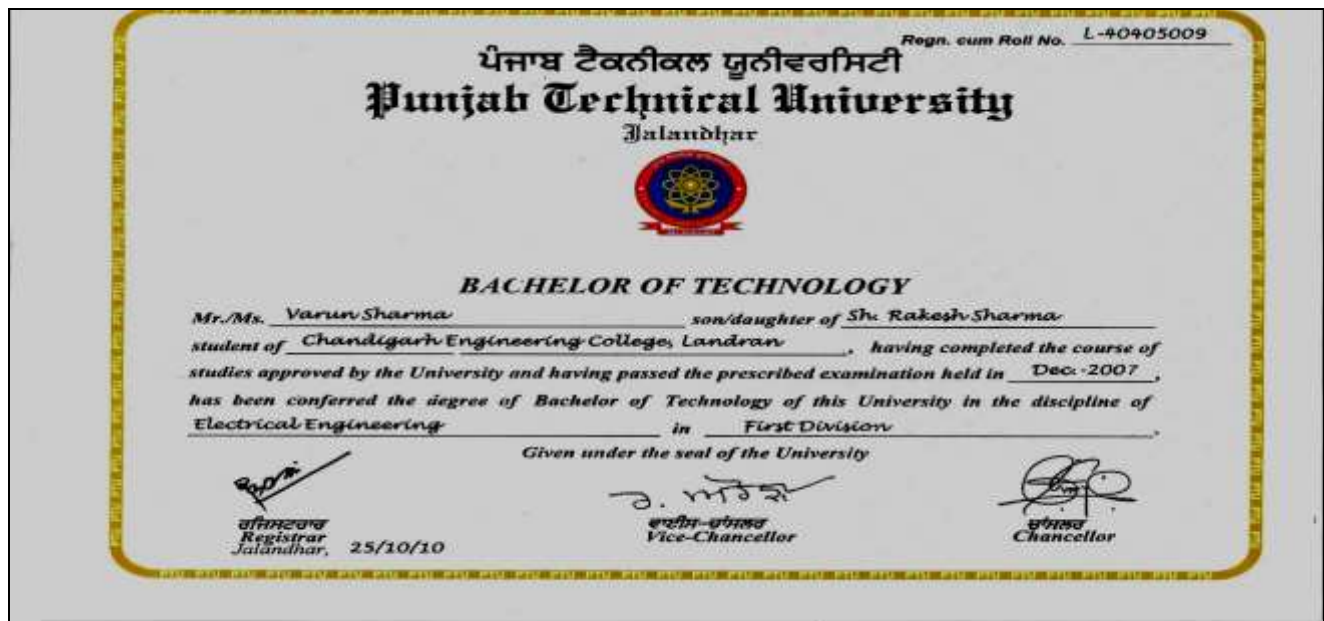 Regn. cum Roll No. L-40405009
ਪੰਜਾਬ ਟੈਕਨੀਕਲ ਯੂਨੀਵਰਸਿਟੀ
Punjab Technical University
Jalandhar
BACHELOR OF TECHNOLOGY
Mr./Ms. Varun Sharma son/daughter of Sh. Rakesh Sharma
student of Chandigarh Engineering College, Landran, having completed the course of
studies approved by the University and having passed the prescribed examination held in Dec.-2007,
has been conferred the degree of Bachelor of Technology of this University in the discipline of
Electrical Engineering in First Division.
Given under the seal of the University
ਰਜਿਸਟਰਾਰ ਵਾਈਸ-ਚਾਂਸਲਰ ਚਾਂਸਲਰ
Registrar Vice-Chancellor Chancellor
Jalandhar, 25/10/10